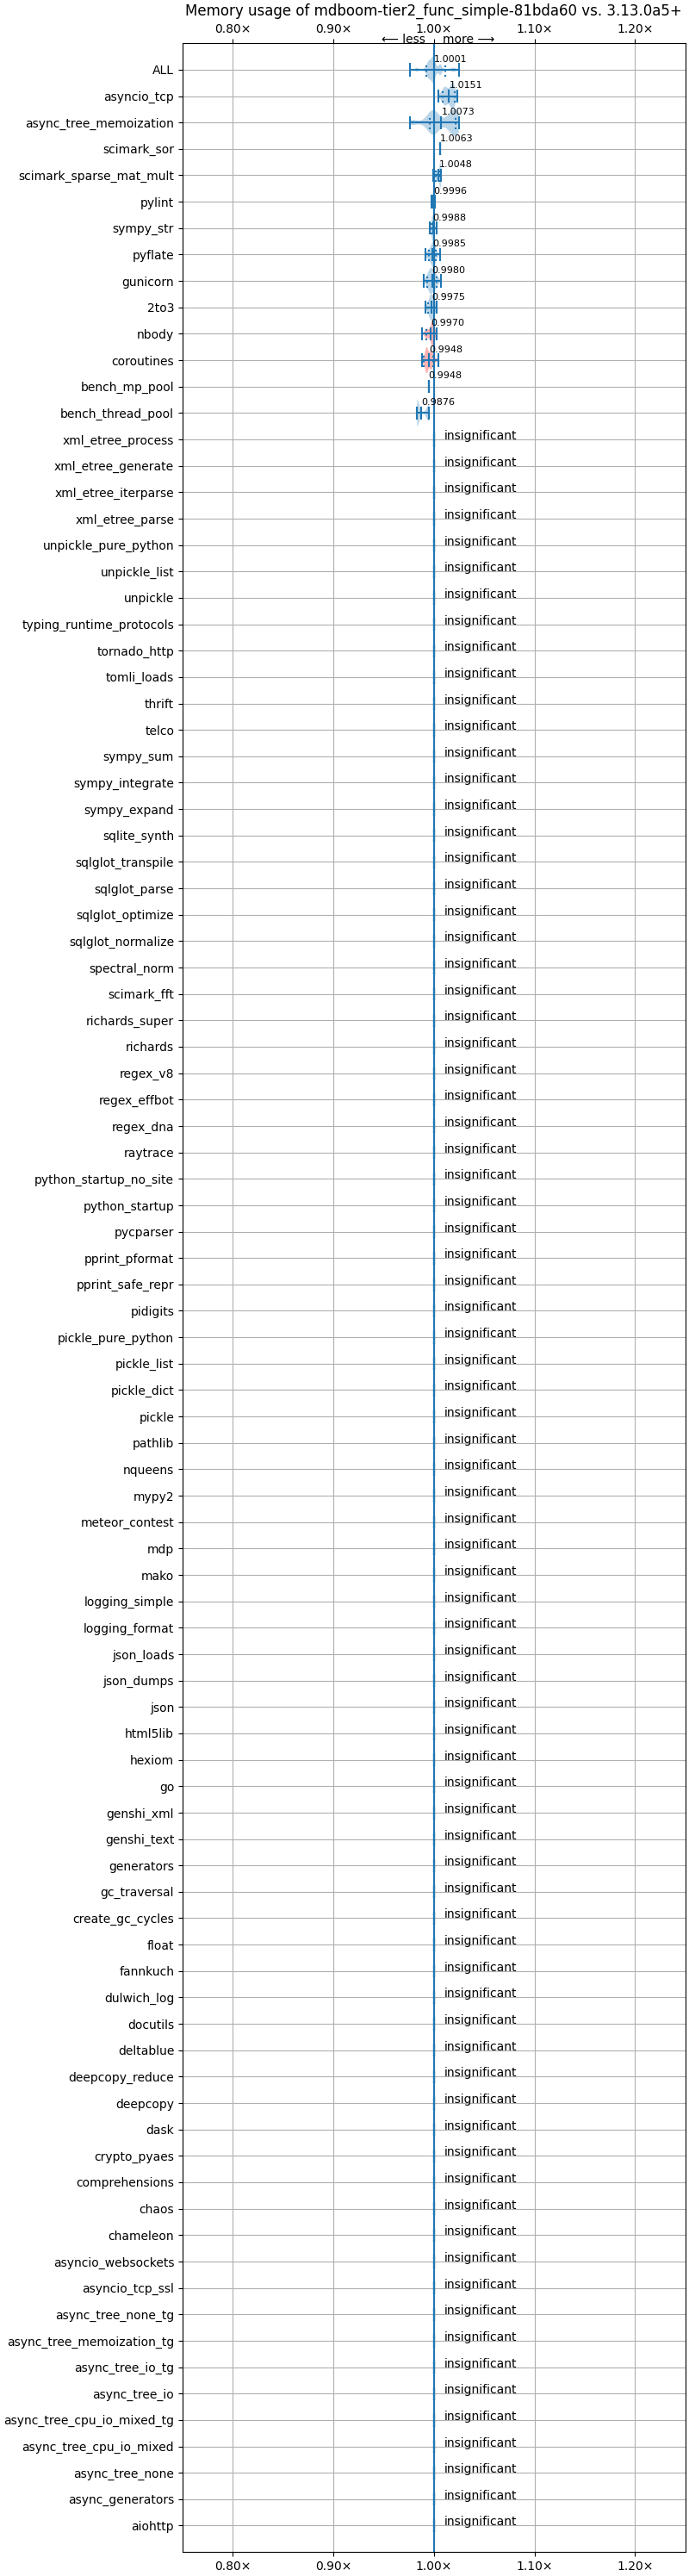 Memory usage of mdboom-tier2_func_simple-81bda60 vs. 3.13.0a5+
0.80× 0.90× 1.00× 1.10× 1.20×
⟵ less more ⟶
ALL 1.0001
asyncio_tcp 1.0151
async_tree_memoization 1.0073
scimark_sor 1.0063
scimark_sparse_mat_mult 1.0048
pylint 0.9996
sympy_str 0.9988
pyflate 0.9985
gunicorn 0.9980
2to3 0.9975
nbody 0.9970
coroutines 0.9948
bench_mp_pool 0.9948
bench_thread_pool 0.9876
xml_etree_process insignificant
xml_etree_generate insignificant
xml_etree_iterparse insignificant
xml_etree_parse insignificant
unpickle_pure_python insignificant
unpickle_list insignificant
unpickle insignificant
typing_runtime_protocols insignificant
tornado_http insignificant
tomli_loads insignificant
thrift insignificant
telco insignificant
sympy_sum insignificant
sympy_integrate insignificant
sympy_expand insignificant
sqlite_synth insignificant
sqlglot_transpile insignificant
sqlglot_parse insignificant
sqlglot_optimize insignificant
sqlglot_normalize insignificant
spectral_norm insignificant
scimark_fft insignificant
richards_super insignificant
richards insignificant
regex_v8 insignificant
regex_effbot insignificant
regex_dna insignificant
raytrace insignificant
python_startup_no_site insignificant
python_startup insignificant
pycparser insignificant
pprint_pformat insignificant
pprint_safe_repr insignificant
pidigits insignificant
pickle_pure_python insignificant
pickle_list insignificant
pickle_dict insignificant
pickle insignificant
pathlib insignificant
nqueens insignificant
mypy2 insignificant
meteor_contest insignificant
mdp insignificant
mako insignificant
logging_simple insignificant
logging_format insignificant
json_loads insignificant
json_dumps insignificant
json insignificant
html5lib insignificant
hexiom insignificant
go insignificant
genshi_xml insignificant
genshi_text insignificant
generators insignificant
gc_traversal insignificant
create_gc_cycles insignificant
float insignificant
fannkuch insignificant
dulwich_log insignificant
docutils insignificant
deltablue insignificant
deepcopy_reduce insignificant
deepcopy insignificant
dask insignificant
crypto_pyaes insignificant
comprehensions insignificant
chaos insignificant
chameleon insignificant
asyncio_websockets insignificant
asyncio_tcp_ssl insignificant
async_tree_none_tg insignificant
async_tree_memoization_tg insignificant
async_tree_io_tg insignificant
async_tree_io insignificant
async_tree_cpu_io_mixed_tg insignificant
async_tree_cpu_io_mixed insignificant
async_tree_none insignificant
async_generators insignificant
aiohttp insignificant
0.80× 0.90× 1.00× 1.10× 1.20×